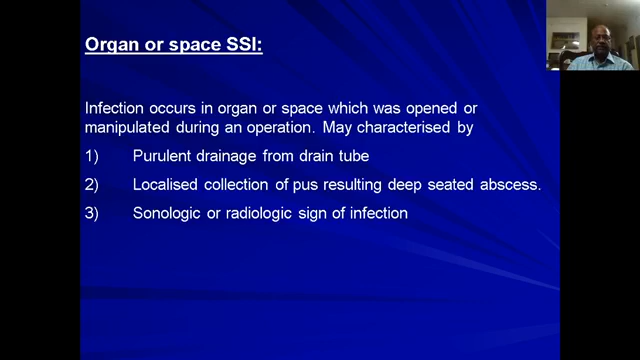 Organ or space SSI:
Infection occurs in organ or space which was opened or
manipulated during an operation. May characterised by
1) Purulent drainage from drain tube
2) Localised collection of pus resulting deep seated abscess.
3) Sonologic or radiologic sign of infection